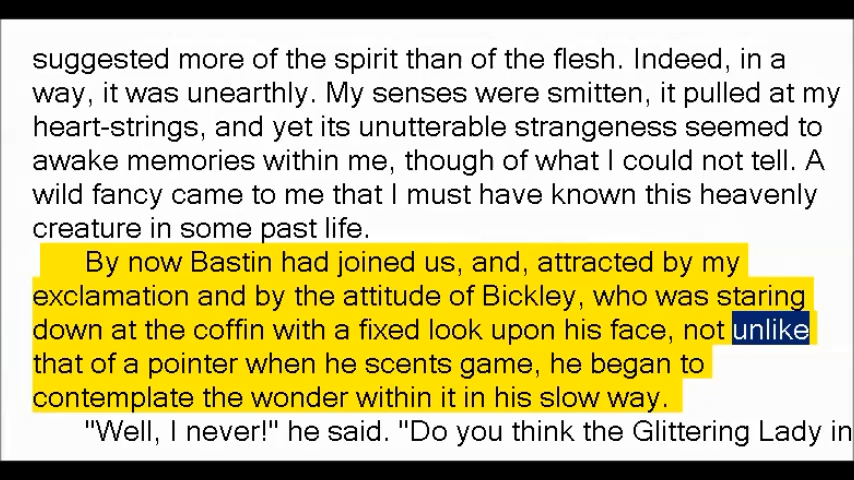 suggested more of the spirit than of the flesh. Indeed, in a
way, it was unearthly. My senses were smitten, it pulled at my
heart-strings, and yet its unutterable strangeness seemed to
awake memories within me, though of what I could not tell. A
wild fancy came to me that I must have known this heavenly
creature in some past life.
By now Bastin had joined us, and, attracted by my
exclamation and by the attitude of Bickley, who was staring
down at the coffin with a fixed look upon his face, not unlike
that of a pointer when he scents game, he began to
contemplate the wonder within it in his slow way.
"Well, I never!" he said. "Do you think the Glittering Lady in